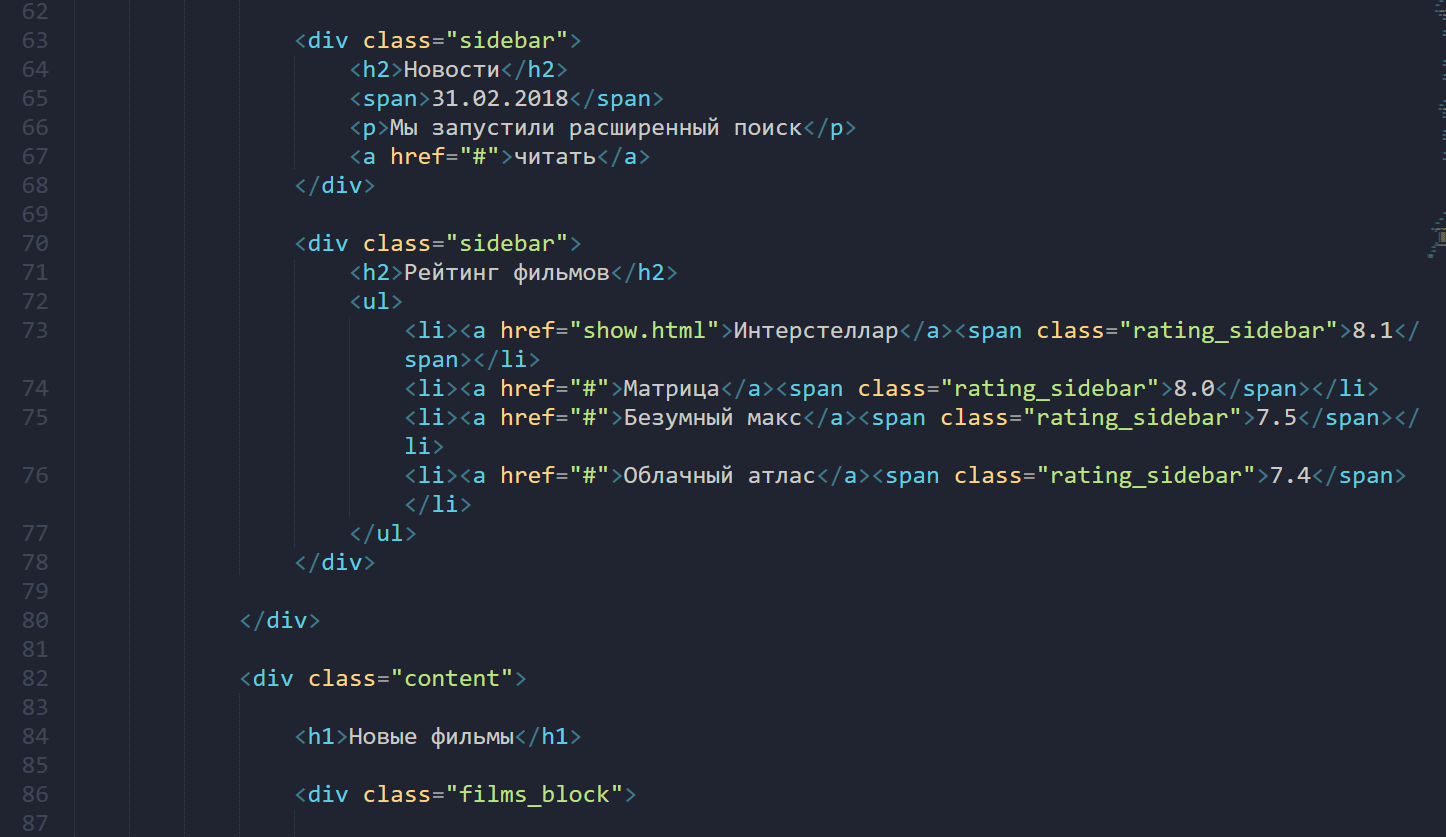 62
63 <div class="sidebar">
64 <h2>Новости</h2>
65 <span>31.02.2018</span>
66 <p>Мы запустили расширенный поиск</p>
67 <a href="#">читать</a>
68 </div>
69
70 <div class="sidebar">
71 <h2>Рейтинг фильмов</h2>
72 <ul>
73 <li><a href="show.html">Интерстеллар</a><span class="rating_sidebar">8.1</
span></li>
74 <li><a href="#">Матрица</a><span class="rating_sidebar">8.0</span></li>
75 <li><a href="#">Безумный макс</a><span class="rating_sidebar">7.5</span></
li>
76 <li><a href="#">Облачный атлас</a><span class="rating_sidebar">7.4</span>
</li>
77 </ul>
78 </div>
79
80 </div>
81
82 <div class="content">
83
84 <h1>Новые фильмы</h1>
85
86 <div class="films_block">
87